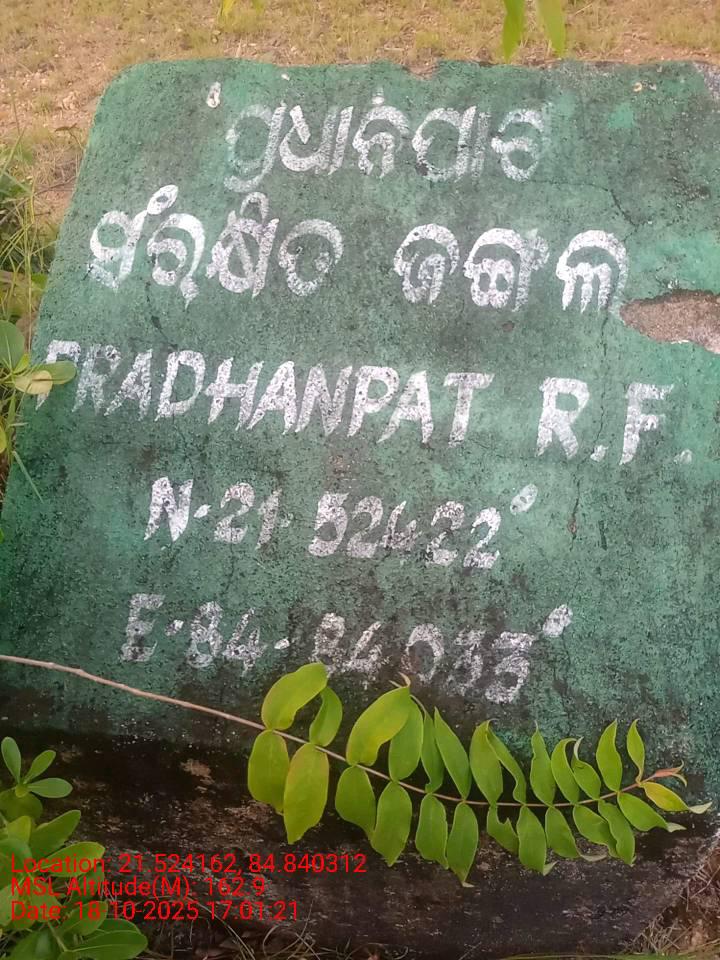 ପ୍ରଧାନପାଟ
ସଂରକ୍ଷିତ ଜଙ୍ଗଲ
PRADHANPAT R.F.
N-21-52422'
E-84-84033'
Location: 21.524162, 84.840312
MSL Altitude(M): 162.9
Date: 18-10-2025 17:01:21